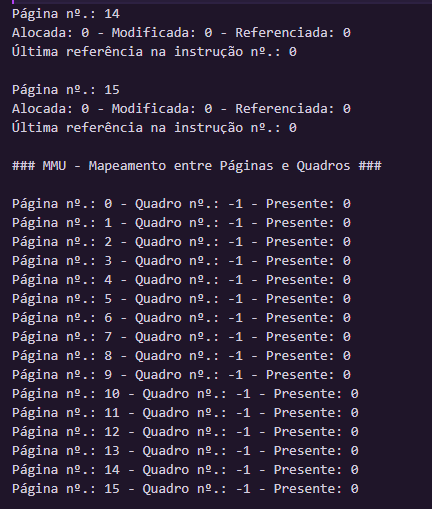 Página nº.: 14
Alocada: 0 - Modificada: 0 - Referenciada: 0
Última referência na instrução nº.: 0
Página nº.: 15
Alocada: 0 - Modificada: 0 - Referenciada: 0
Última referência na instrução nº.: 0
### MMU - Mapeamento entre Páginas e Quadros ###
Página nº.: 0 - Quadro nº.: -1 - Presente: 0
Página nº.: 1 - Quadro nº.: -1 - Presente: 0
Página nº.: 2 - Quadro nº.: -1 - Presente: 0
Página nº.: 3 - Quadro nº.: -1 - Presente: 0
Página nº.: 4 - Quadro nº.: -1 - Presente: 0
Página nº.: 5 - Quadro nº.: -1 - Presente: 0
Página nº.: 6 - Quadro nº.: -1 - Presente: 0
Página nº.: 7 - Quadro nº.: -1 - Presente: 0
Página nº.: 8 - Quadro nº.: -1 - Presente: 0
Página nº.: 9 - Quadro nº.: -1 - Presente: 0
Página nº.: 10 - Quadro nº.: -1 - Presente: 0
Página nº.: 11 - Quadro nº.: -1 - Presente: 0
Página nº.: 12 - Quadro nº.: -1 - Presente: 0
Página nº.: 13 - Quadro nº.: -1 - Presente: 0
Página nº.: 14 - Quadro nº.: -1 - Presente: 0
Página nº.: 15 - Quadro nº.: -1 - Presente: 0